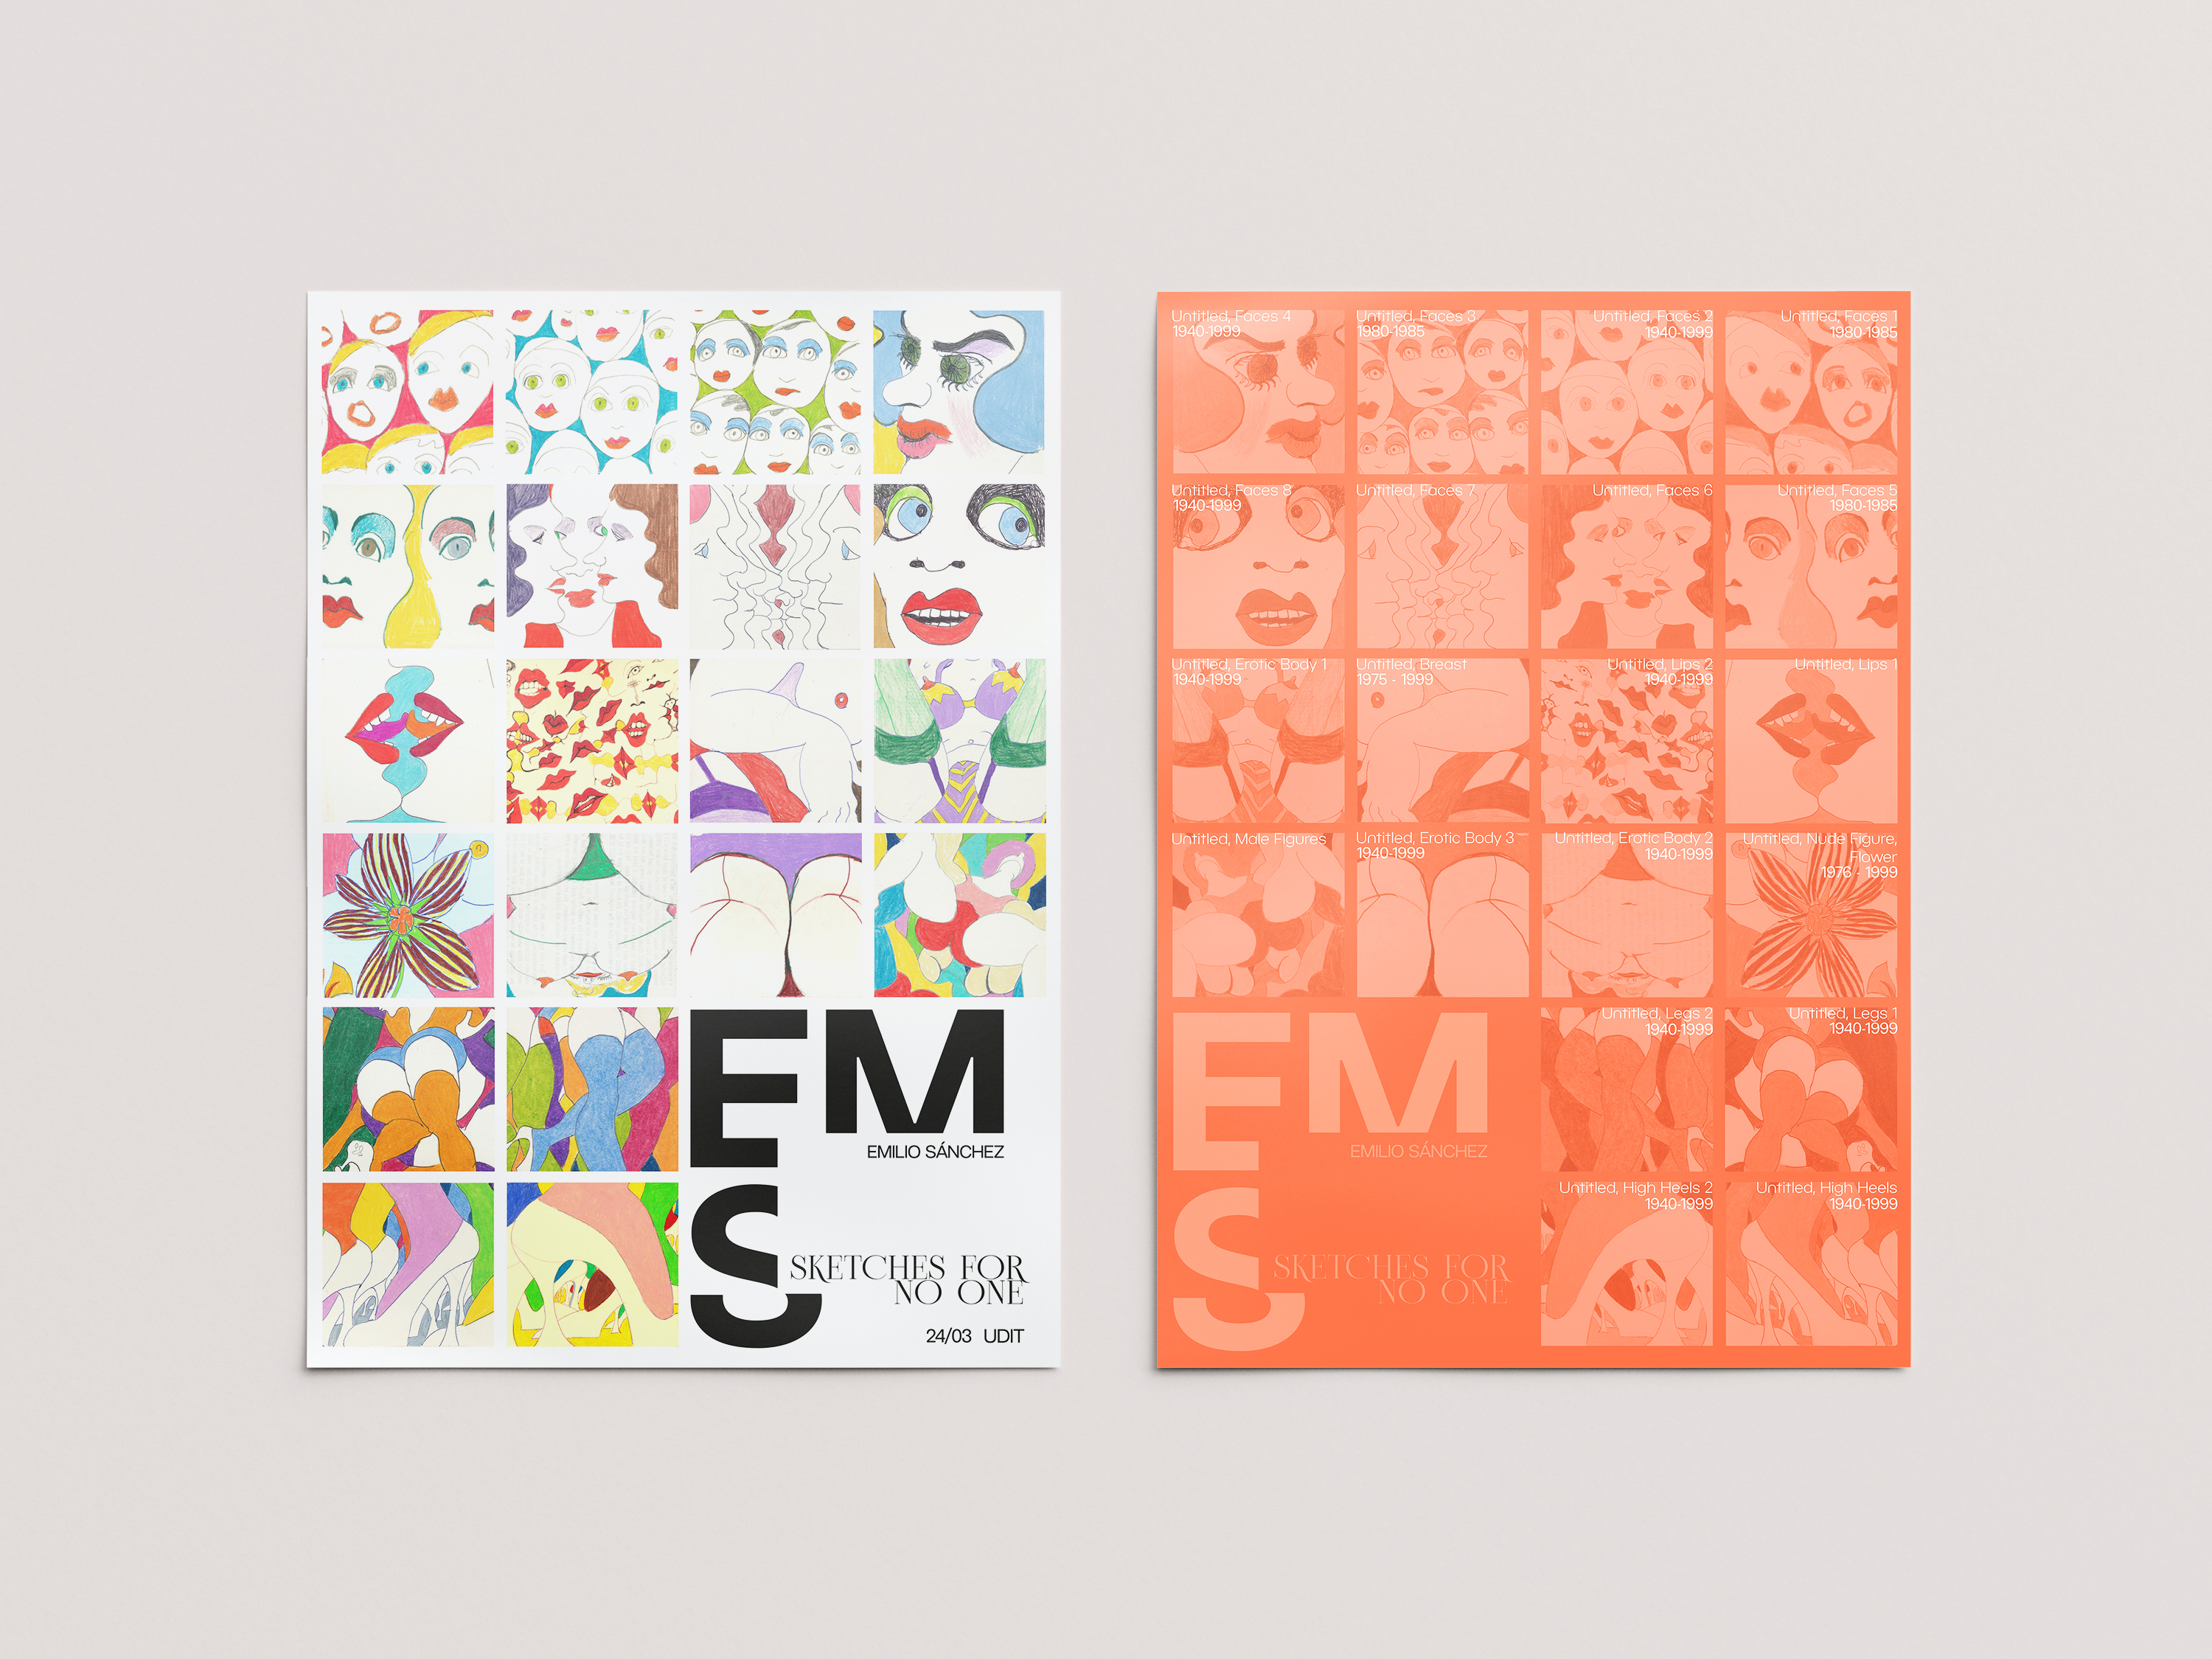 EM
EMILIO SÁNCHEZ
S
SKETCHES FOR
NO ONE
24/03 UDIT
Untitled, Faces 4
1940-1999
Untitled, Faces 3
1980-1985
Untitled, Faces 2
1940-1999
Untitled, Faces 1
1980-1985
Untitled, Faces 8
1940-1999
Untitled, Faces 7
Untitled, Faces 6
Untitled, Faces 5
1980-1985
Untitled, Erotic Body 1
1940-1999
Untitled, Breast
1975 - 1999
Untitled, Lips 2
1940-1999
Untitled, Lips 1
Untitled, Male Figures
Untitled, Erotic Body 3
1940-1999
Untitled, Erotic Body 2
1940-1999
Untitled, Nude Figure,
Flower
1976 - 1999
EM
EMILIO SÁNCHEZ
Untitled, Legs 2
1940-1999
Untitled, Legs 1
1940-1999
S
SKETCHES FOR
NO ONE
Untitled, High Heels 2
1940-1999
Untitled, High Heels
1940-1999